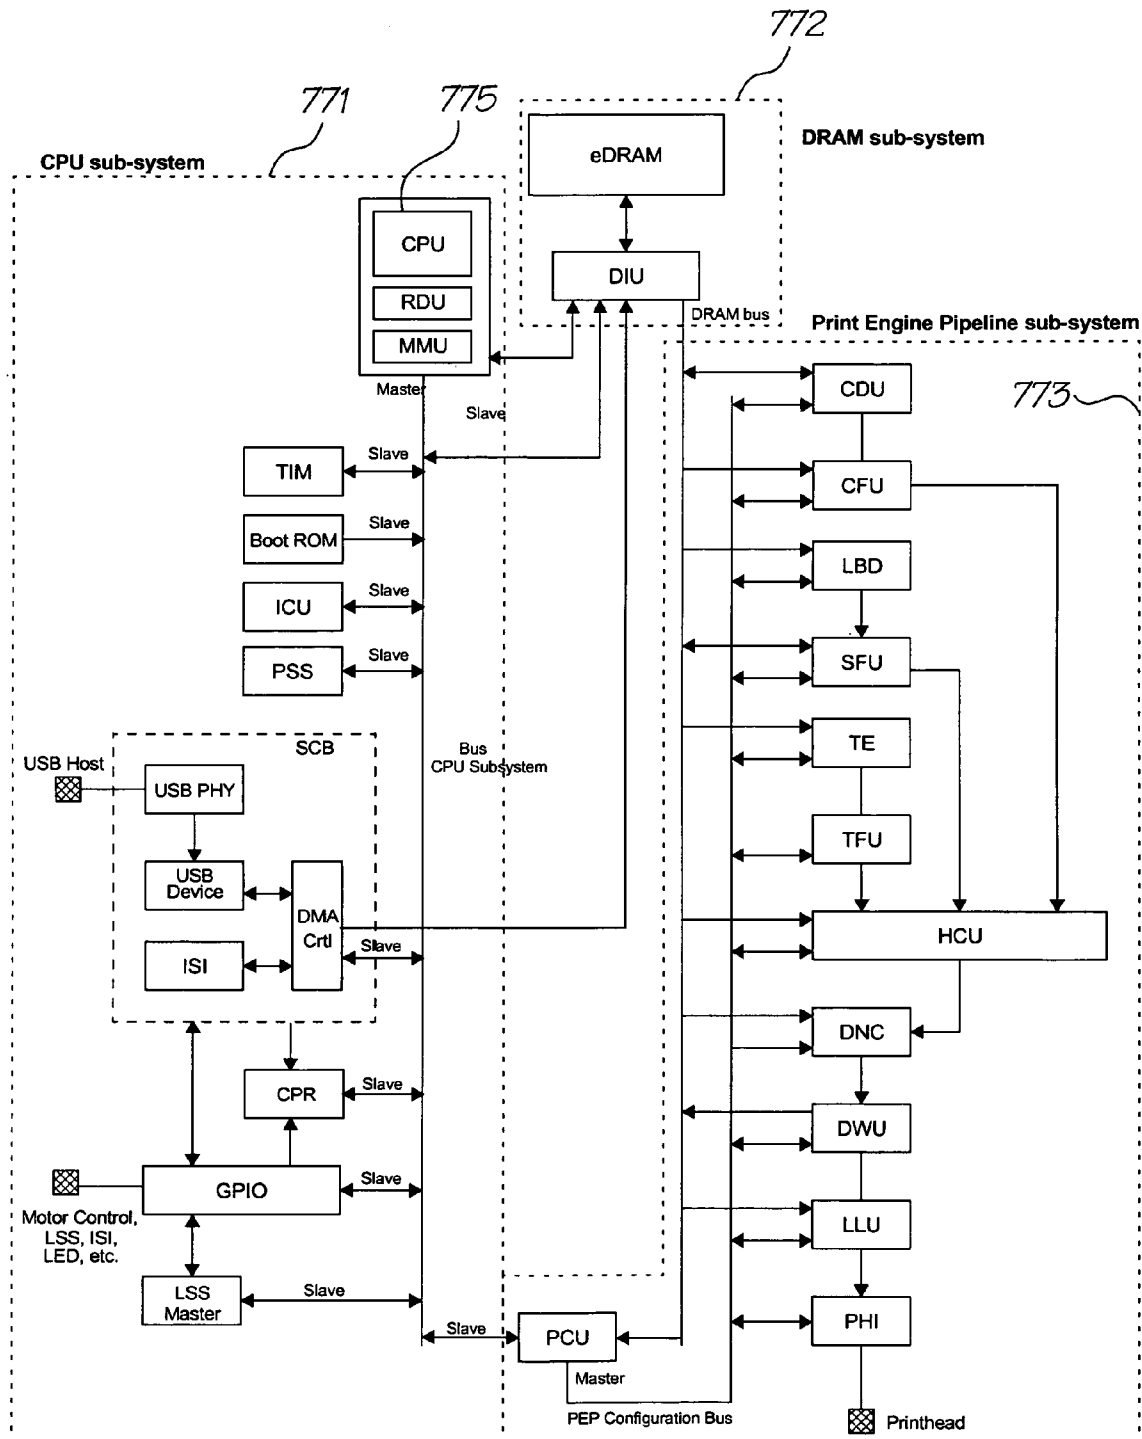 772
771
775
DRAM sub-system
CPU sub-system
eDRAM
CPU
DIU
RDU
DRAM bus
Print Engine Pipeline sub-system
MMU
Master
CDU
773
Slave
Slave
TIM
CFU
Slave
Boot ROM
LBD
Slave
ICU
Slave
PSS
SFU
SCB
Bus
CPU Subsystem
TE
USB Host
USB PHY
TFU
USB
Device
DMA
Crtl
HCU
Slave
ISI
DNC
CPR
Slave
DWU
GPIO
Slave
Motor Control,
LSS, ISI,
LED, etc.
LLU
LSS
Master
Slave
PHI
Slave
PCU
Master
PEP Configuration Bus
Printhead